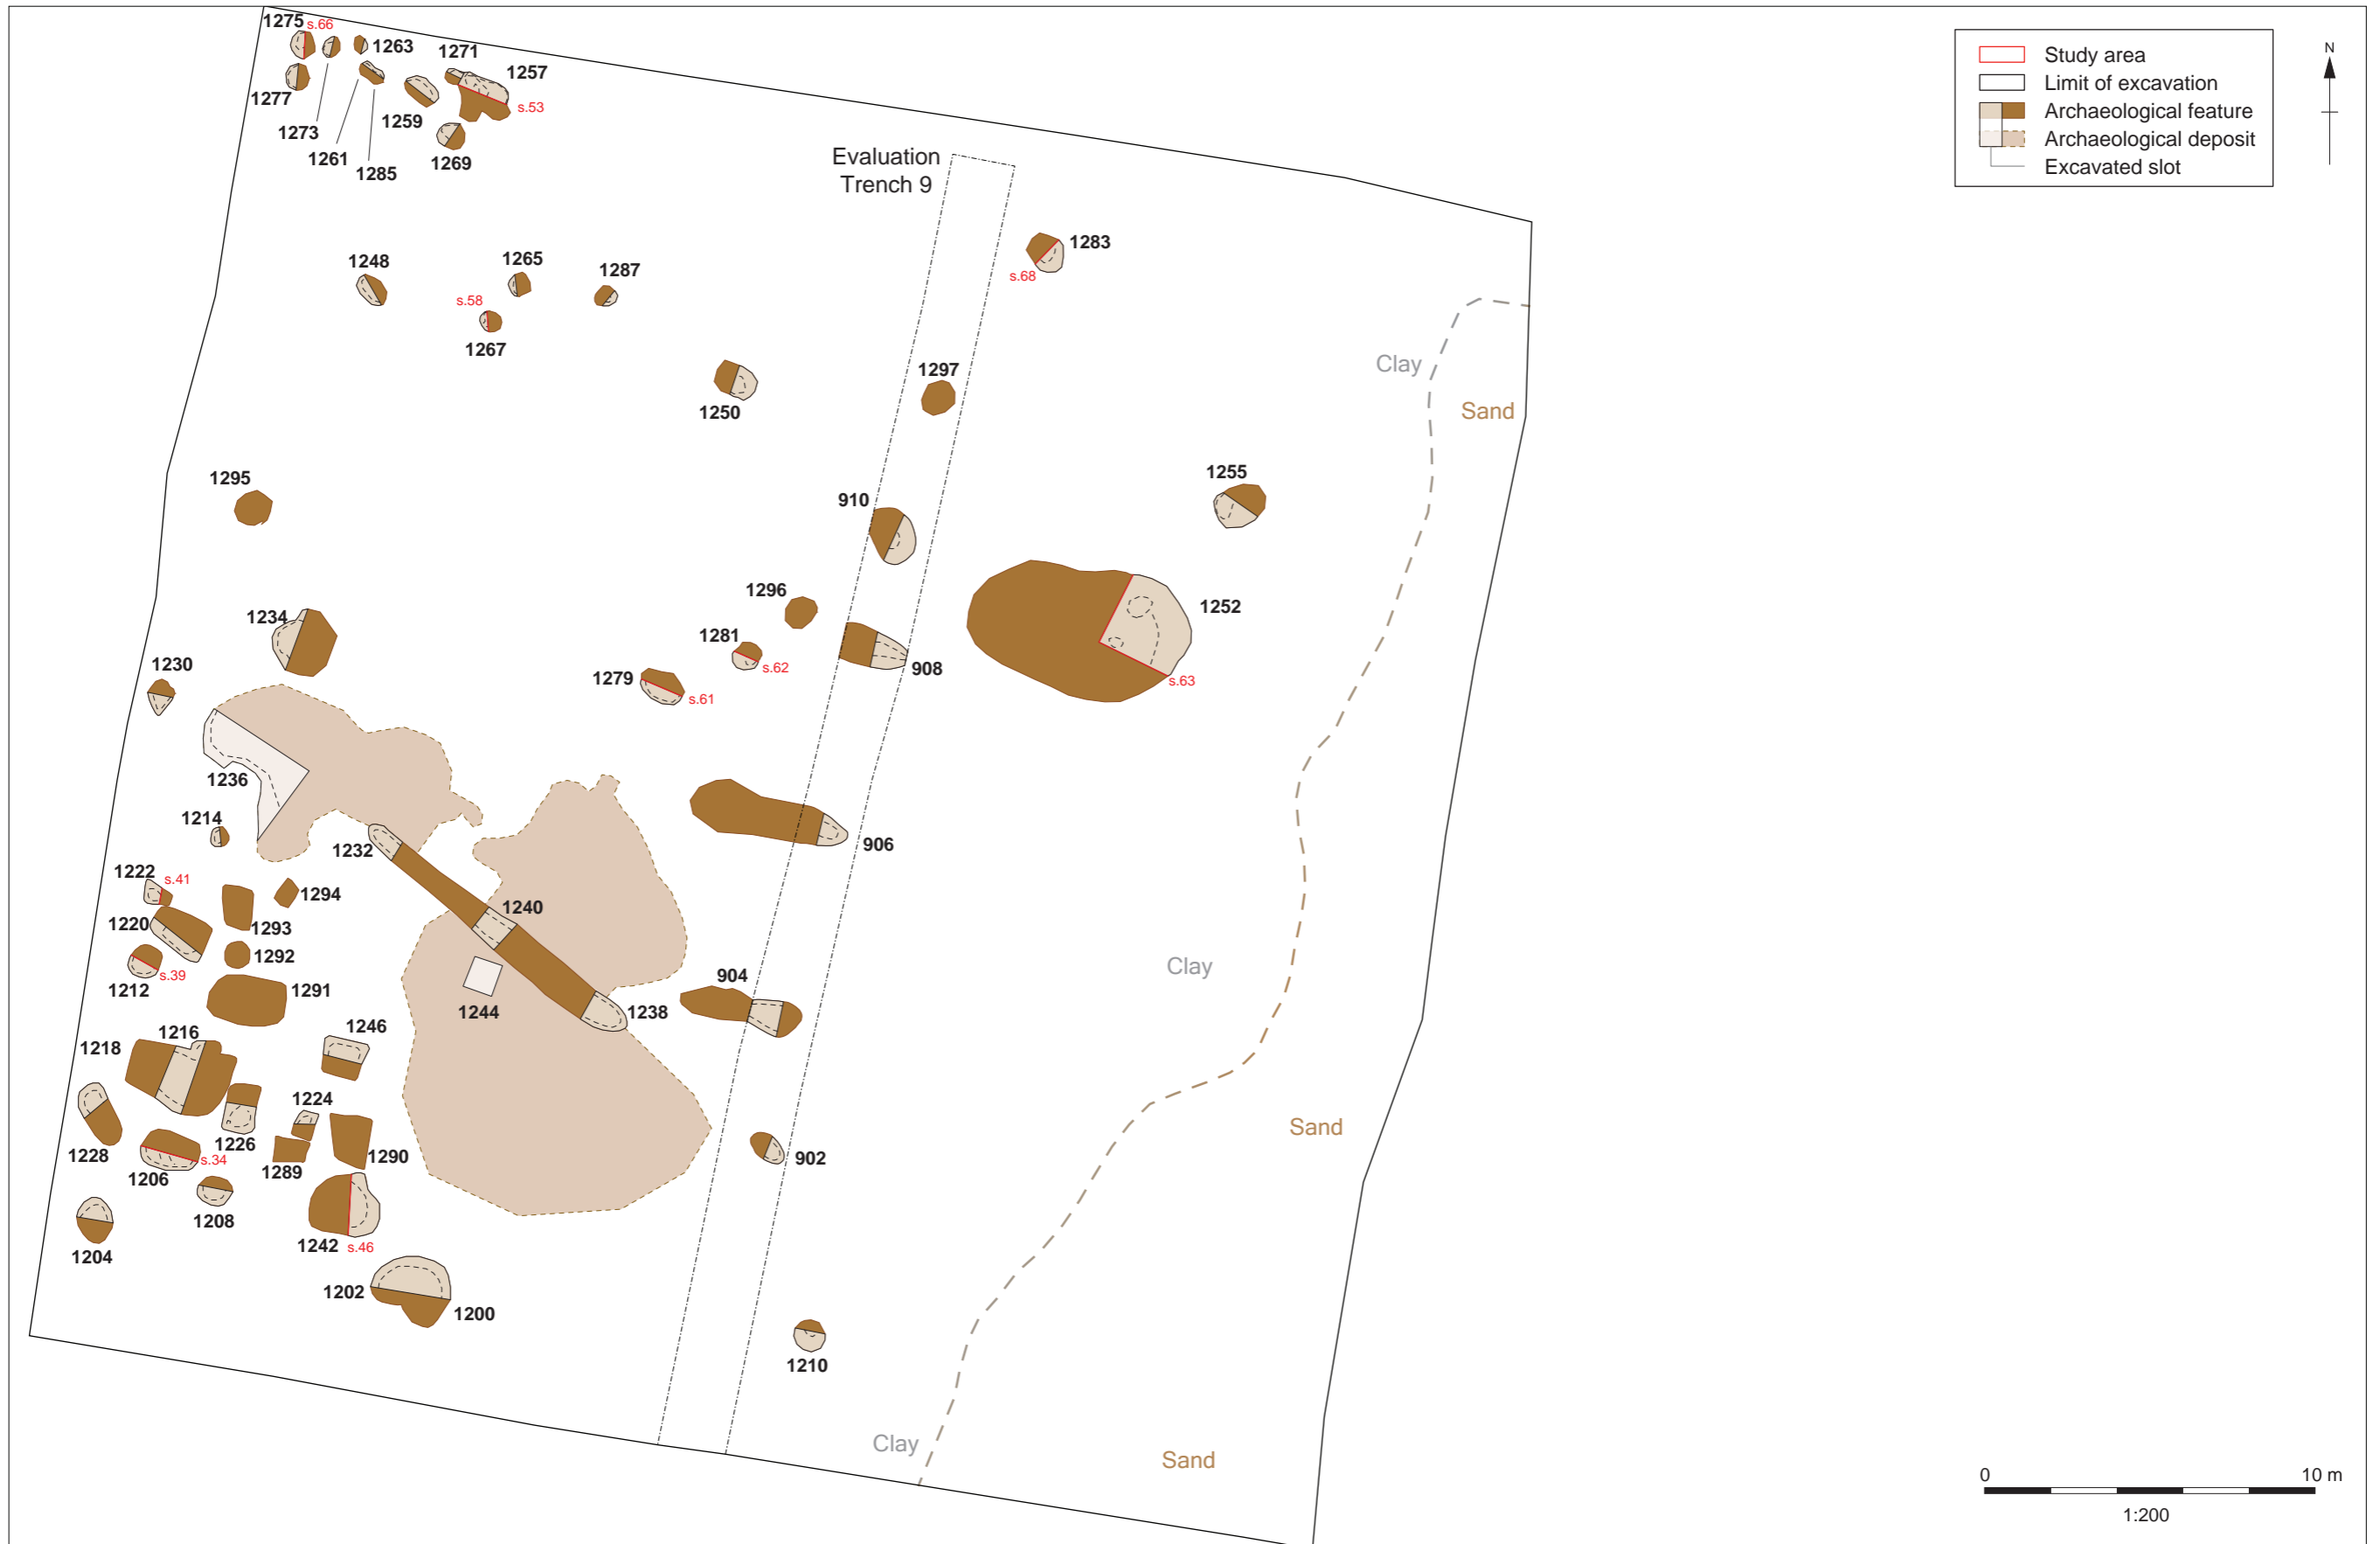 1275 s.66
1263
1271
1257
1277
s.53
1273
1259
1261
1269
1285
Evaluation
Trench 9
Study area
Limit of excavation
Archaeological feature
Archaeological deposit
Excavated slot
N
1283
s.68
1248
1265
1287
s.58
1267
Clay
1297
Sand
1250
1295
1255
910
1296
1252
1234
1281
s.62
1230
1279
908
s.61
s.63
1236
1214
1232
906
1222
s.41
1294
1240
1220
1293
1292
Clay
1212
s.39
904
1291
1244
1238
1246
1218
1216
1224
Sand
1228
1226
902
1206
s.34
1289
1290
1208
1204
1242 s.46
1202
1200
1210
Clay
Sand
0
10 m
1:200